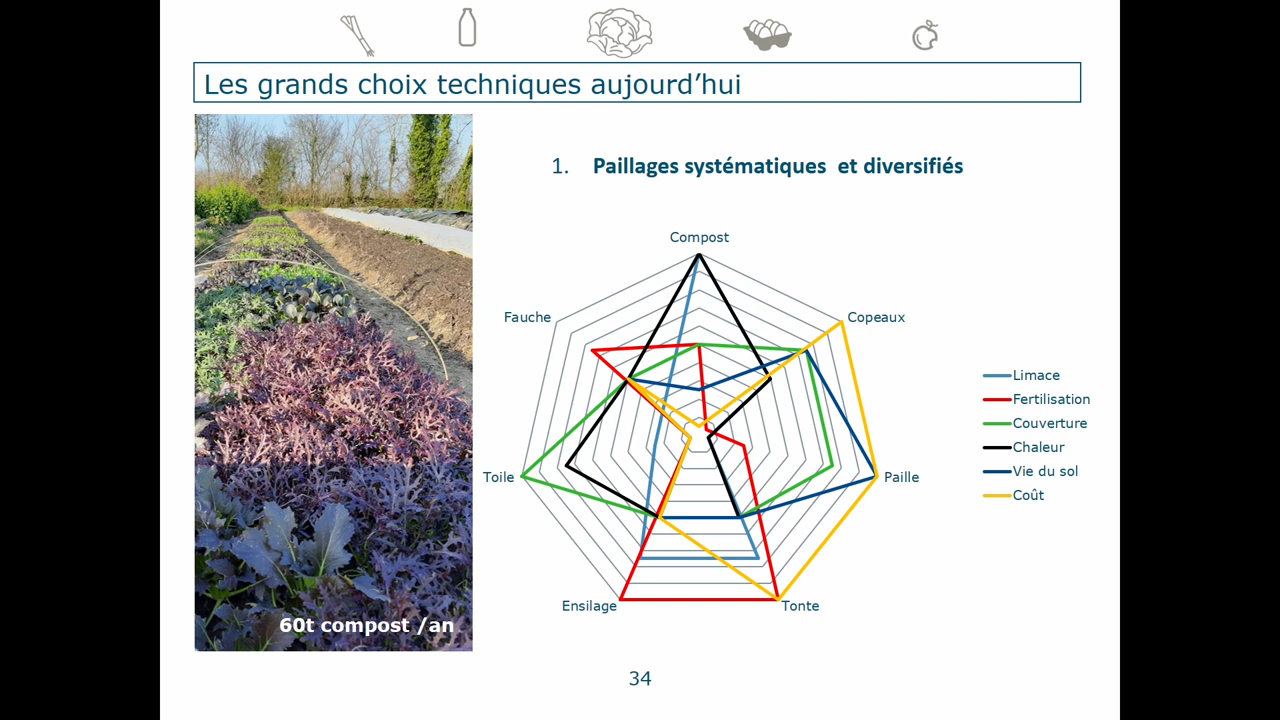 Les grands choix techniques aujourd’hui
1. Paillages systématiques et diversifiés
Compost
Fauche
Copeaux
Toile
Paille
Ensilage
Tonte
Limace
Fertilisation
Couverture
Chaleur
Vie du sol
Coût
60t compost /an
34